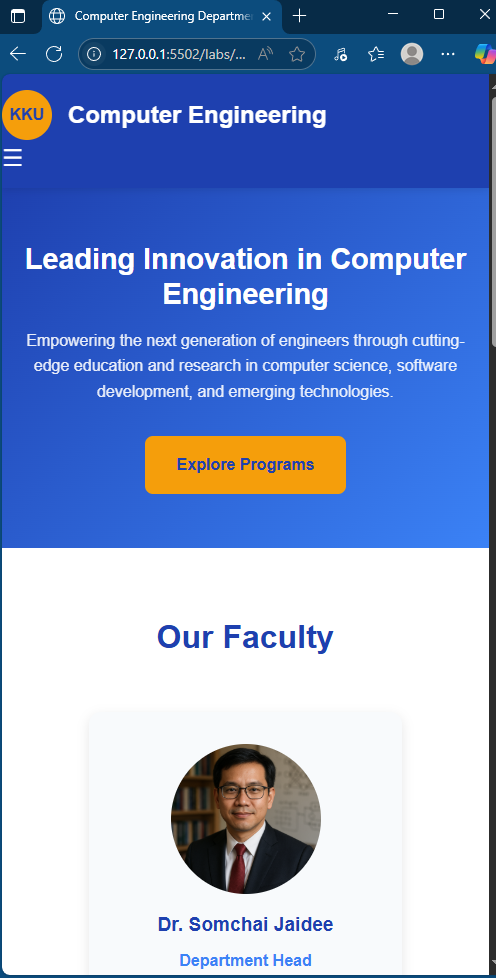 Computer Engineering Departme
127.0.0.1:5502/labs/...
KKU
Computer Engineering
Leading Innovation in Computer
Engineering
Empowering the next generation of engineers through cutting-
edge education and research in computer science, software
development, and emerging technologies.
Explore Programs
Our Faculty
Dr. Somchai Jaidee
Department Head